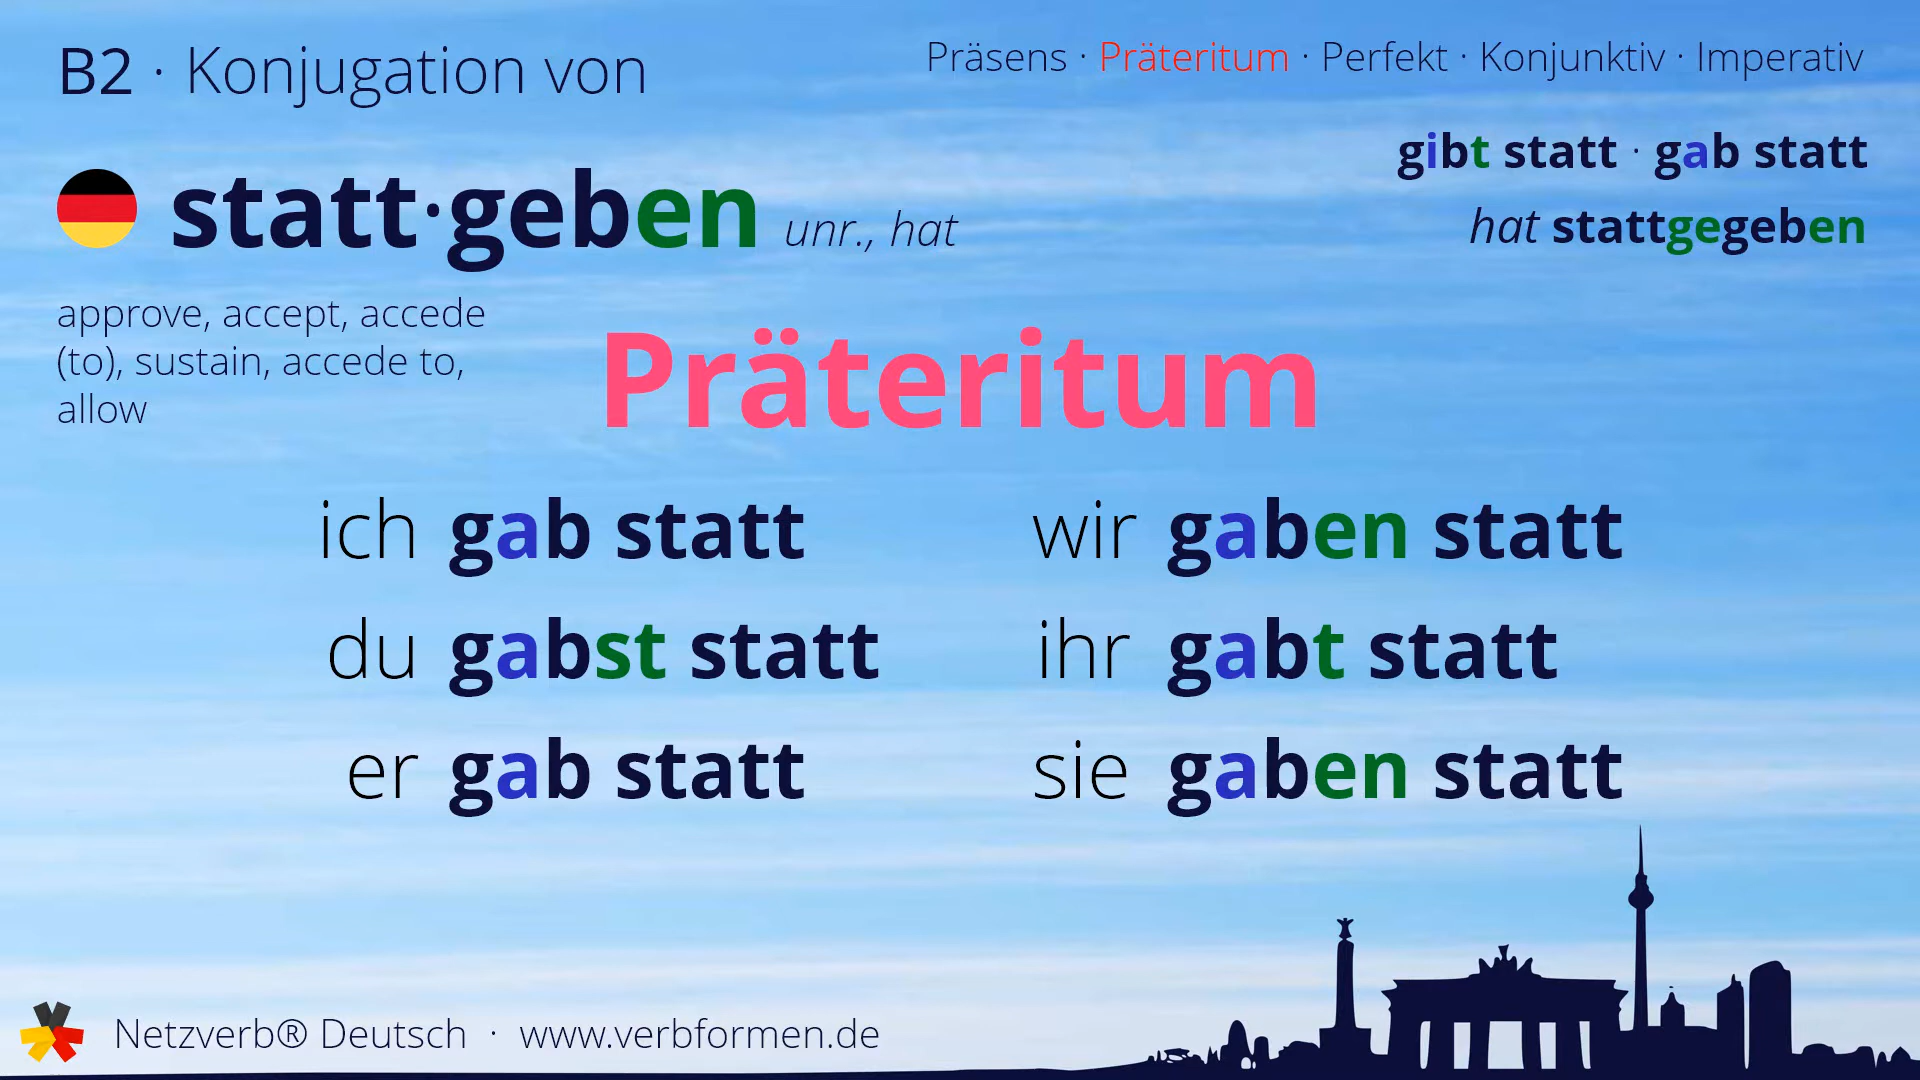 B2 · Konjugation von
Präsens · Präteritum · Perfekt · Konjunktiv · Imperativ
statt·geben unr., hat
gibt statt · gab statt
hat stattgegeben
approve, accept, accede
(to), sustain, accede to,
allow
Präteritum
ich gab statt
du gabst statt
er gab statt
wir gaben statt
ihr gabt statt
sie gaben statt
Netzverb® Deutsch · www.verbformen.de